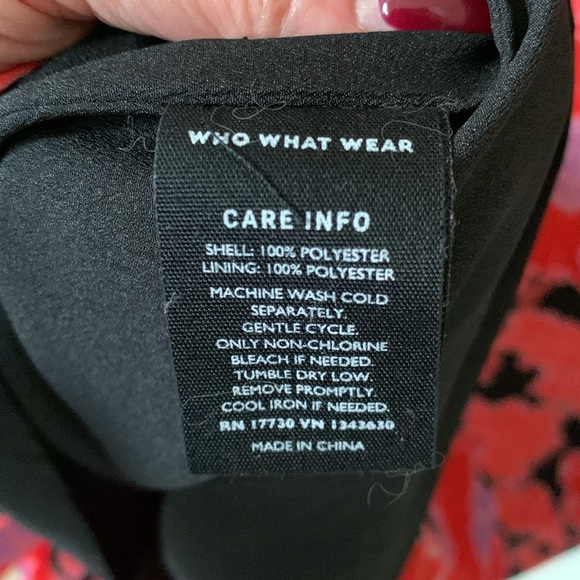 WHO WHAT WEAR
CARE INFO
SHELL: 100% POLYESTER
LINING: 100% POLYESTER
MACHINE WASH COLD
SEPARATELY.
GENTLE CYCLE.
ONLY NON-CHLORINE
BLEACH IF NEEDED.
TUMBLE DRY LOW.
REMOVE PROMPTLY.
COOL IRON IF NEEDED.
RN 17730 VN 1343630
MADE IN CHINA